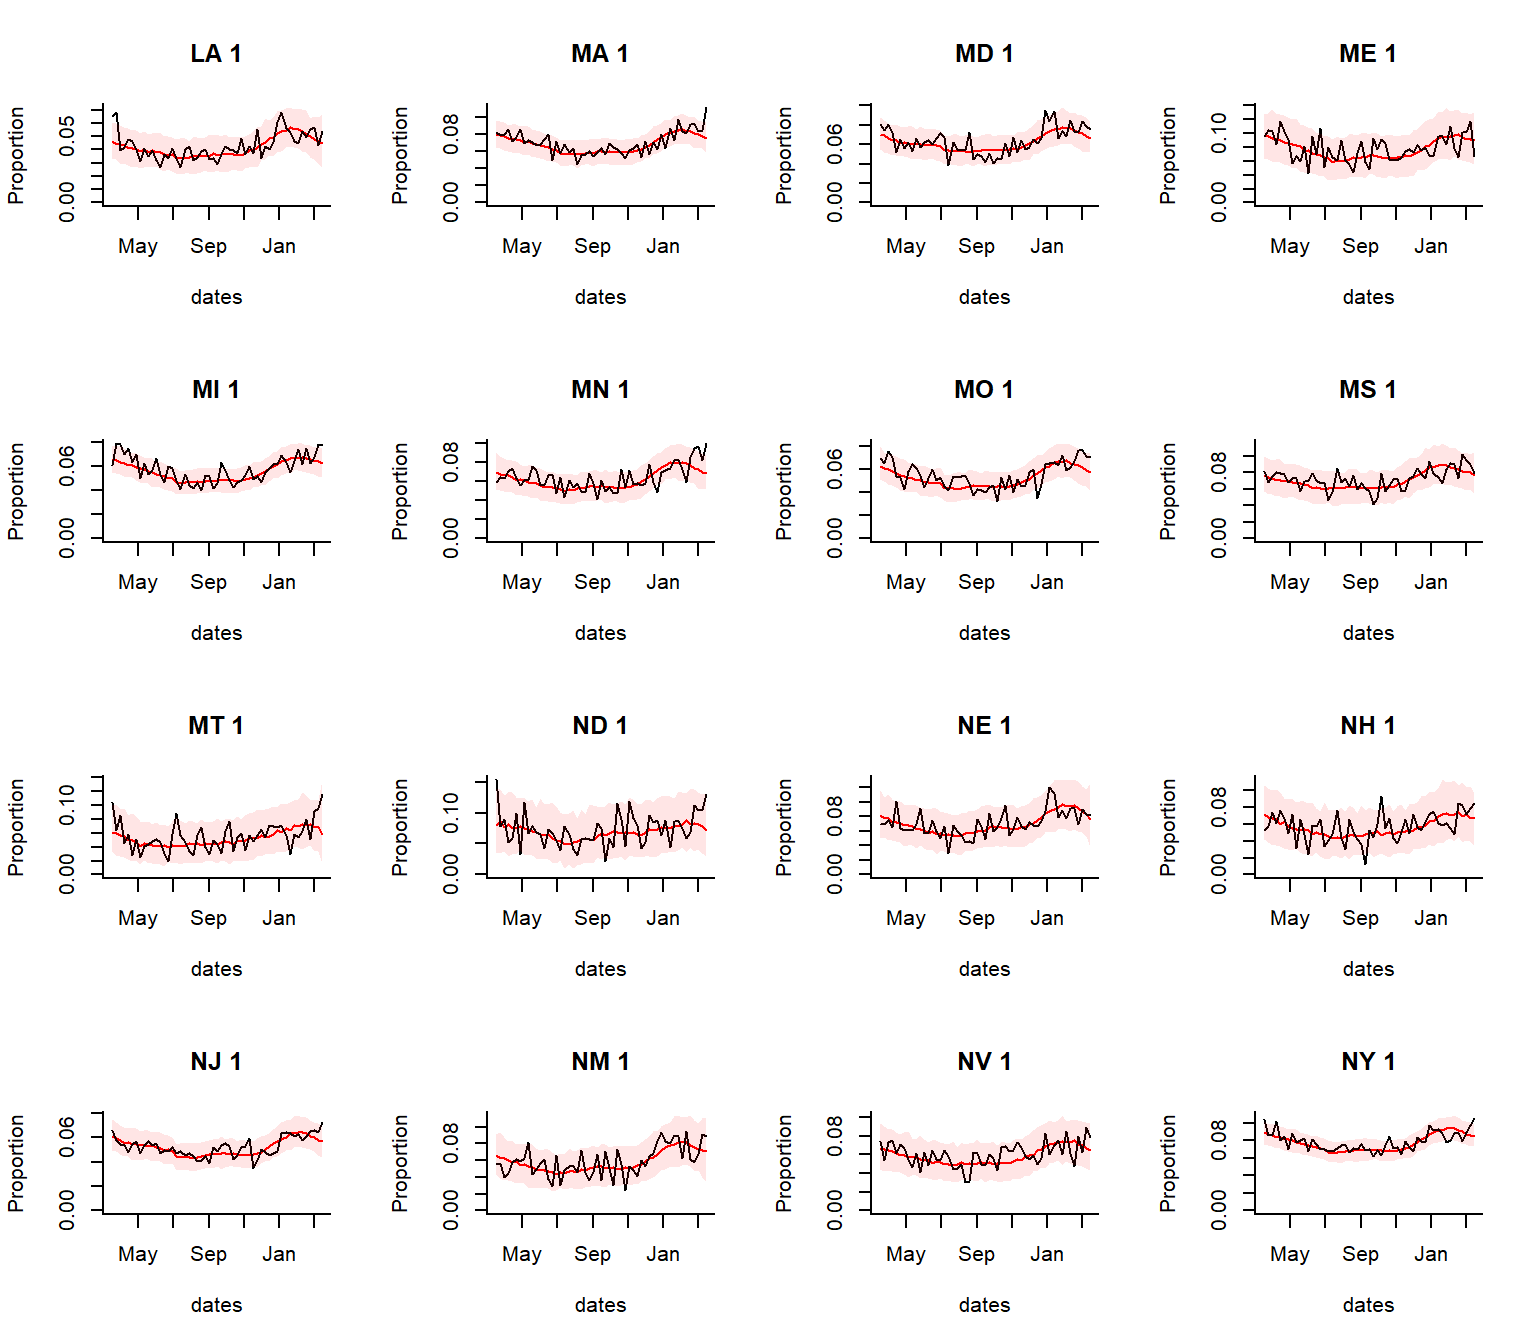 LA 1 MA 1 MD 1 ME 1
Proportion Proportion Proportion Proportion
0.05 0.08 0.06 0.10
0.00 0.00 0.00 0.00
May Sep Jan May Sep Jan May Sep Jan May Sep Jan
dates dates dates dates
MI 1 MN 1 MO 1 MS 1
Proportion Proportion Proportion Proportion
0.06 0.08 0.06 0.08
0.00 0.00 0.00 0.00
May Sep Jan May Sep Jan May Sep Jan May Sep Jan
dates dates dates dates
MT 1 ND 1 NE 1 NH 1
Proportion Proportion Proportion Proportion
0.10 0.10 0.08 0.08
0.00 0.00 0.00 0.00
May Sep Jan May Sep Jan May Sep Jan May Sep Jan
dates dates dates dates
NJ 1 NM 1 NV 1 NY 1
Proportion Proportion Proportion Proportion
0.06 0.08 0.08 0.08
0.00 0.00 0.00 0.00
May Sep Jan May Sep Jan May Sep Jan May Sep Jan
dates dates dates dates